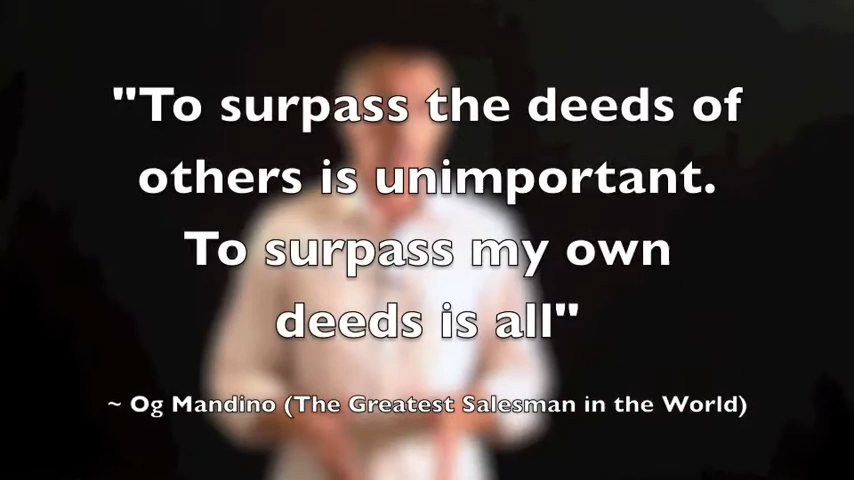 "To surpass the deeds of
others is unimportant.
To surpass my own
deeds is all"
~ Og Mandino (The Greatest Salesman in the World)